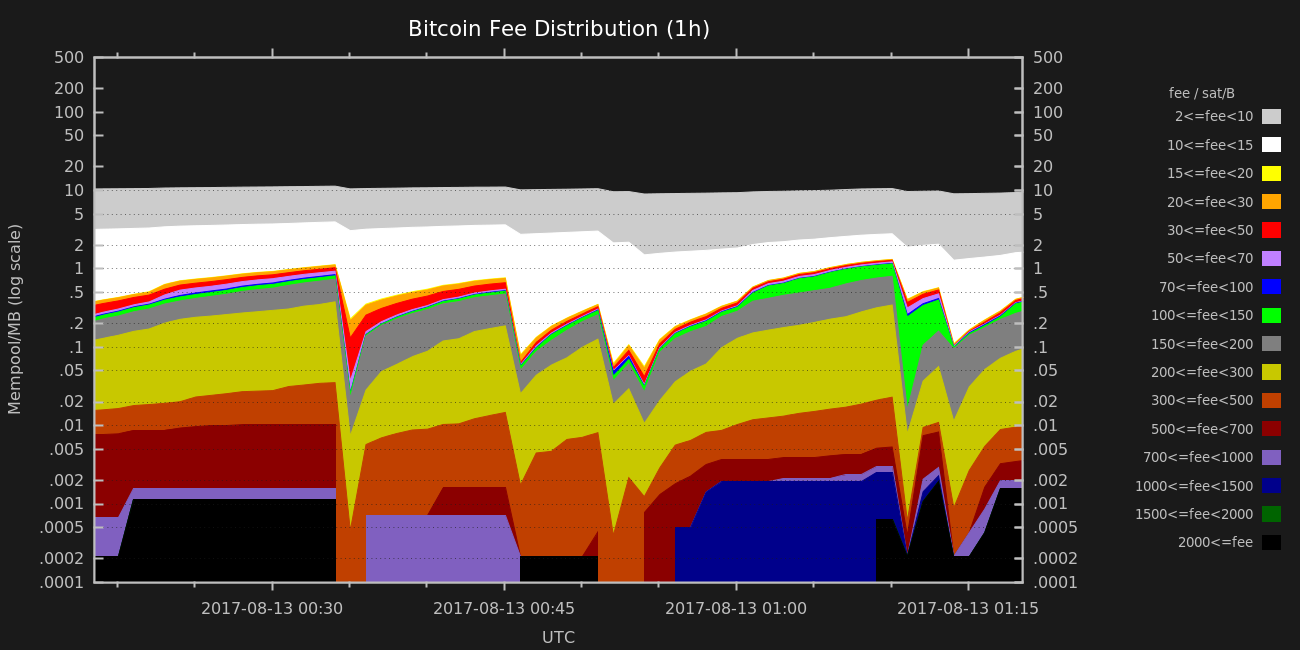 Bitcoin Fee Distribution (1h)
500 500
200 200
100 100
50 50
20 20
10 10
5 5
2 2
1 1
.5 .5
.2 .2
.1 .1
.05 .05
.02 .02
.01 .01
.005 .005
.002 .002
.001 .001
.0005 .0005
.0002 .0002
.0001 .0001
Mempool/MB (log scale)
2017-08-13 00:30 2017-08-13 00:45 2017-08-13 01:00 2017-08-13 01:15
UTC
fee / sat/B
2<=fee<10
10<=fee<15
15<=fee<20
20<=fee<30
30<=fee<50
50<=fee<70
70<=fee<100
100<=fee<150
150<=fee<200
200<=fee<300
300<=fee<500
500<=fee<700
700<=fee<1000
1000<=fee<1500
1500<=fee<2000
2000<=fee